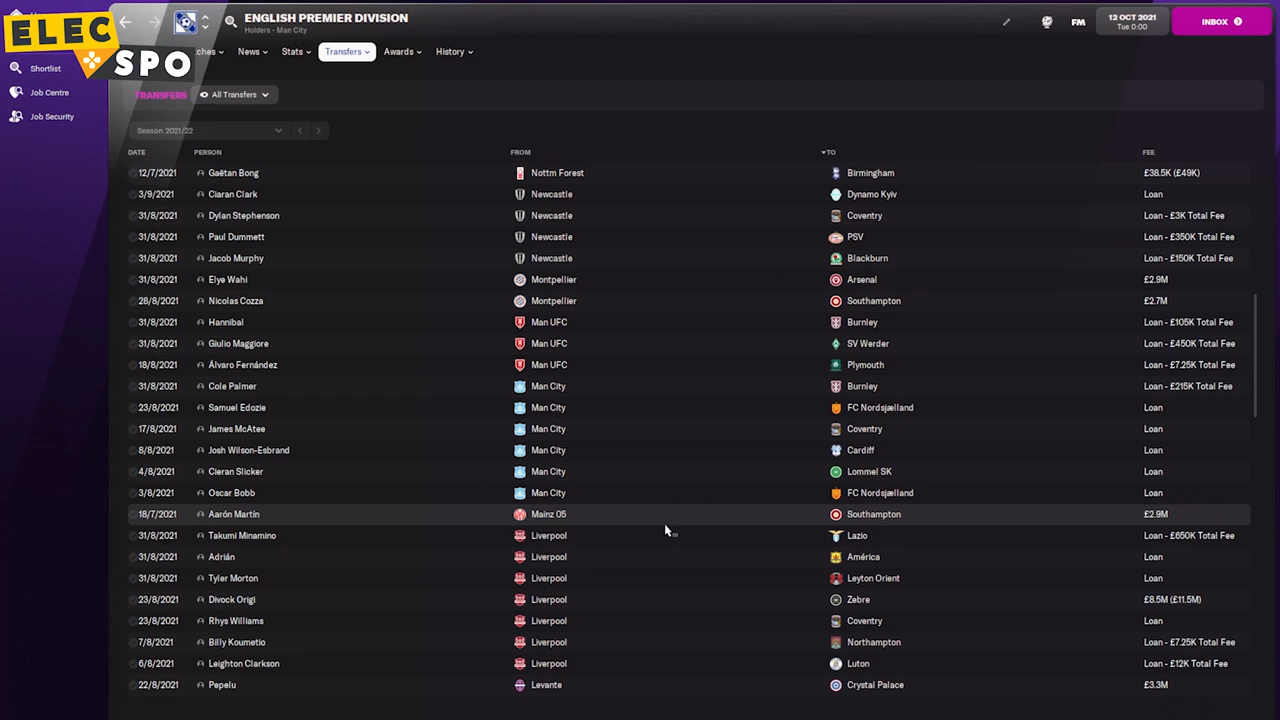 ELEC
SPO
ENGLISH PREMIER DIVISION
Holders - Man City
FM
12 OCT 2021
Tue 0:00
INBOX
News
Stats
Transfers
Awards
History
Shortlist
Job Centre
Job Security
TRANSFERS
All Transfers
Season 2021/22
DATE PERSON FROM TO FEE
12/7/2021 Gaëtan Bong Nottm Forest Birmingham £38.5K (£49K)
3/9/2021 Ciaran Clark Newcastle Dynamo Kyiv Loan
31/8/2021 Dylan Stephenson Newcastle Coventry Loan - £3K Total Fee
31/8/2021 Paul Dummett Newcastle PSV Loan - £350K Total Fee
31/8/2021 Jacob Murphy Newcastle Blackburn Loan - £150K Total Fee
31/8/2021 Elye Wahi Montpellier Arsenal £2.9M
28/8/2021 Nicolas Cozza Montpellier Southampton £2.7M
31/8/2021 Hannibal Man UFC Burnley Loan - £105K Total Fee
31/8/2021 Giulio Maggiore Man UFC SV Werder Loan - £450K Total Fee
18/8/2021 Álvaro Fernández Man UFC Plymouth Loan - £7.25K Total Fee
31/8/2021 Cole Palmer Man City Burnley Loan - £215K Total Fee
23/8/2021 Samuel Edozie Man City FC Nordsjælland Loan
17/8/2021 James McAtee Man City Coventry Loan
8/8/2021 Josh Wilson-Esbrand Man City Cardiff Loan
4/8/2021 Cieran Slicker Man City Lommel SK Loan
3/8/2021 Oscar Bobb Man City FC Nordsjælland Loan
18/7/2021 Aarón Martín Mainz 05 Southampton £2.9M
31/8/2021 Takumi Minamino Liverpool Lazio Loan - £650K Total Fee
31/8/2021 Adrián Liverpool América Loan
31/8/2021 Tyler Morton Liverpool Leyton Orient Loan
23/8/2021 Divock Origi Liverpool Zebre £8.5M (£11.5M)
23/8/2021 Rhys Williams Liverpool Coventry Loan
7/8/2021 Billy Koumetio Liverpool Northampton Loan - £7.25K Total Fee
6/8/2021 Leighton Clarkson Liverpool Luton Loan - £12K Total Fee
22/8/2021 Pepelu Levante Crystal Palace £3.3M